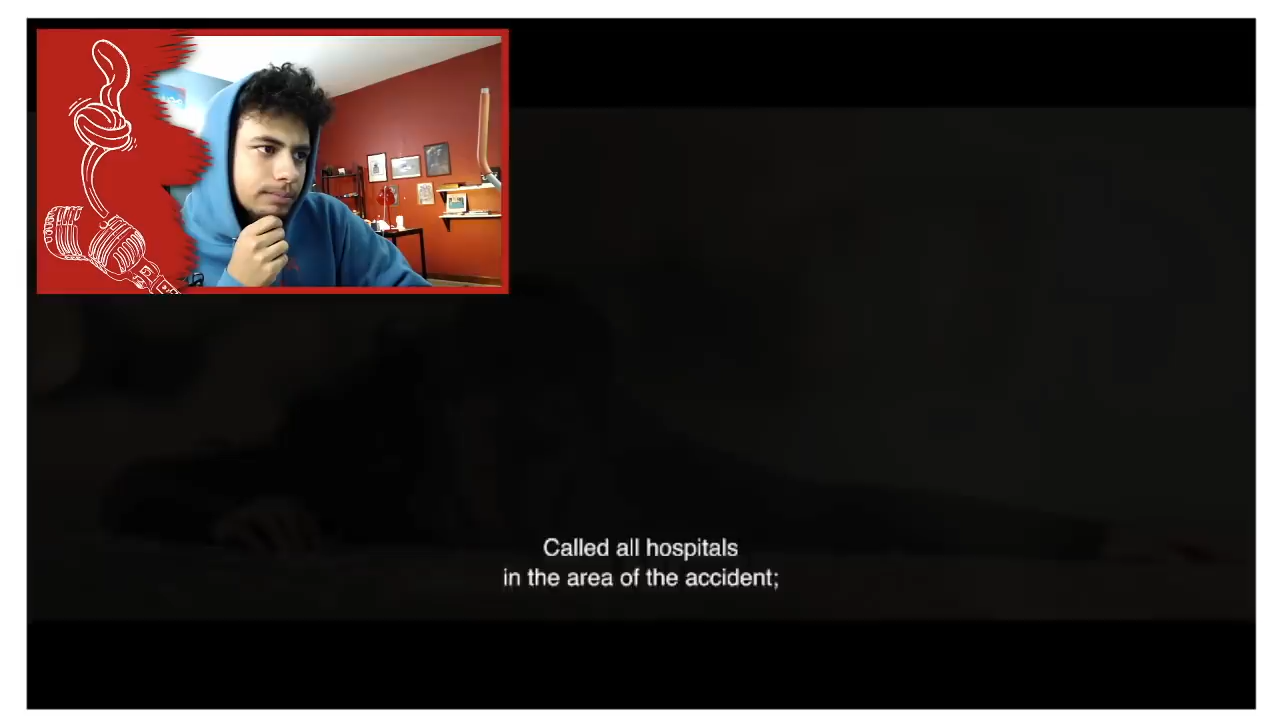 Called all hospitals
in the area of the accident;